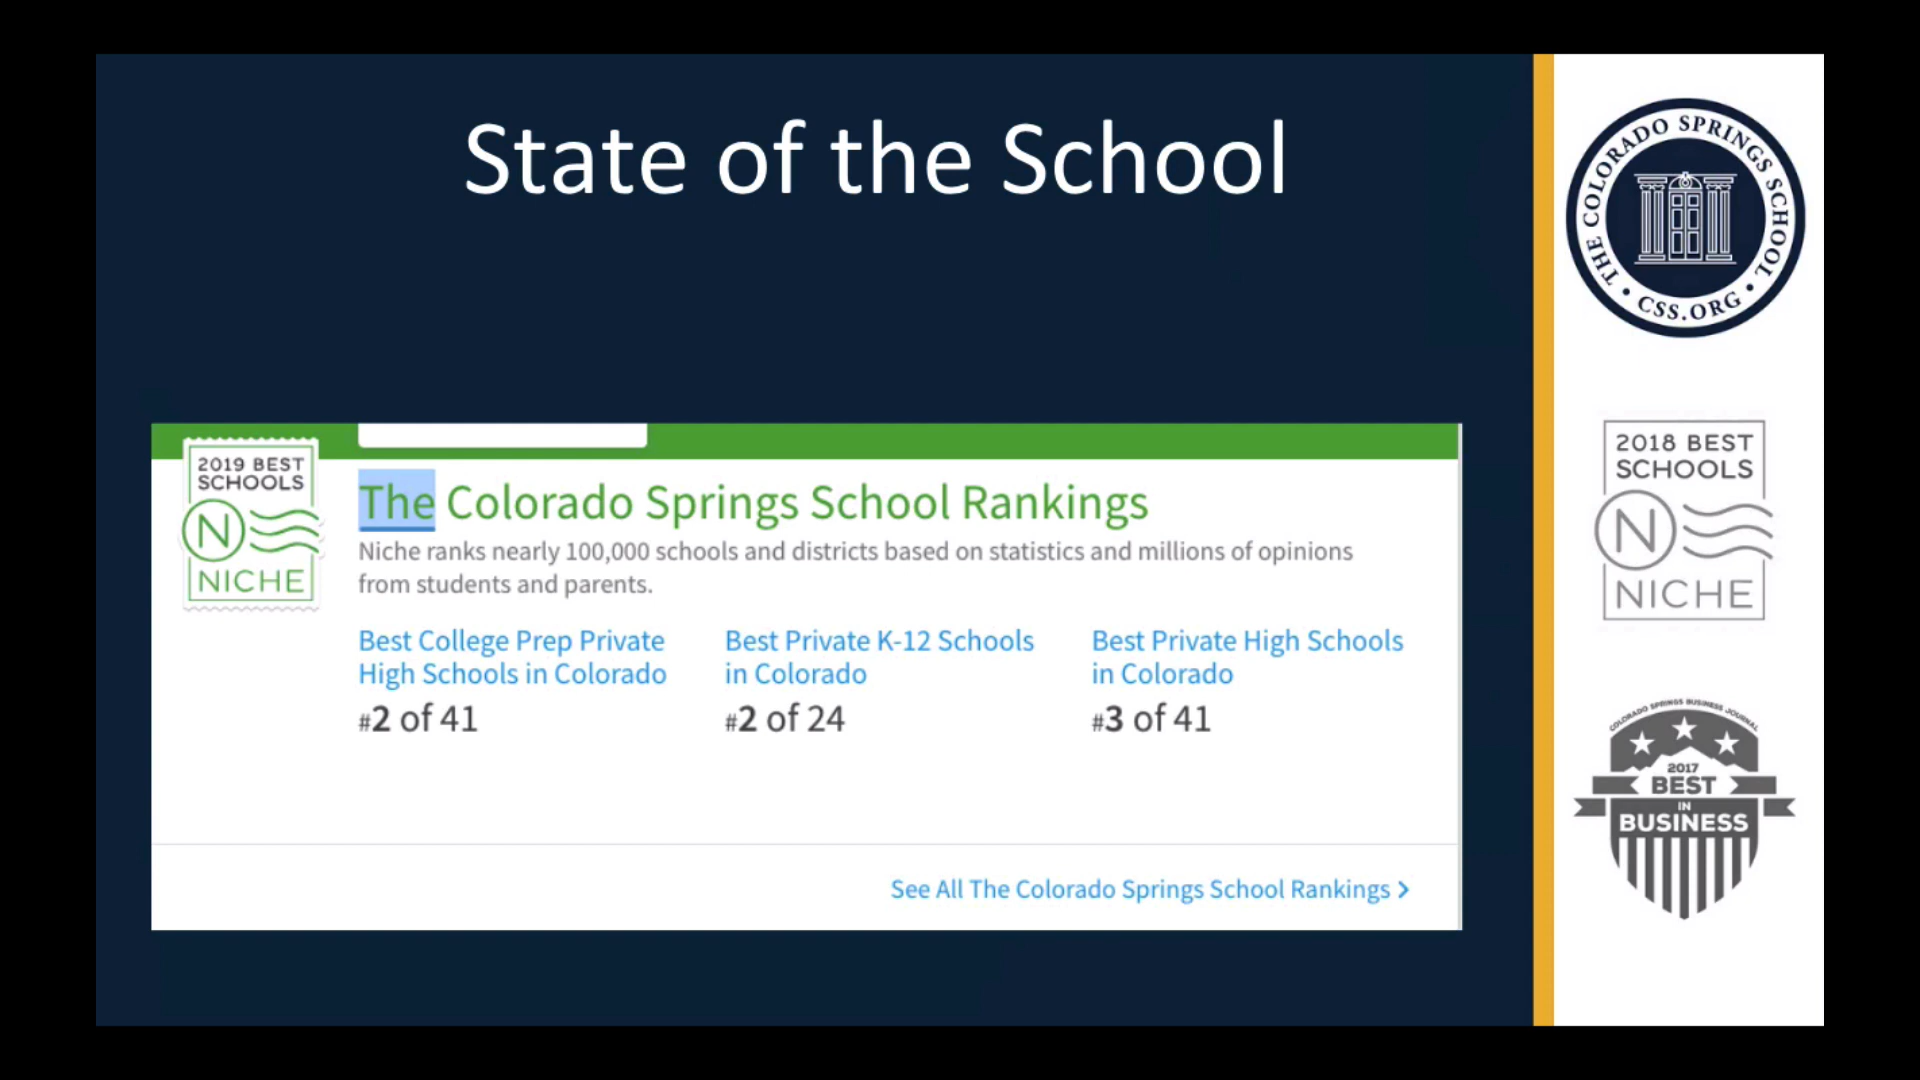 State of the School
THE COLORADO SPRINGS SCHOOL
• CSS.ORG •
2019 BEST
SCHOOLS
N
NICHE
The Colorado Springs School Rankings
Niche ranks nearly 100,000 schools and districts based on statistics and millions of opinions
from students and parents.
Best College Prep Private
High Schools in Colorado
#2 of 41
Best Private K-12 Schools
in Colorado
#2 of 24
Best Private High Schools
in Colorado
#3 of 41
See All The Colorado Springs School Rankings >
2018 BEST
SCHOOLS
N
NICHE
COLORADO SPRINGS BUSINESS JOURNAL
2017
BEST
IN
BUSINESS